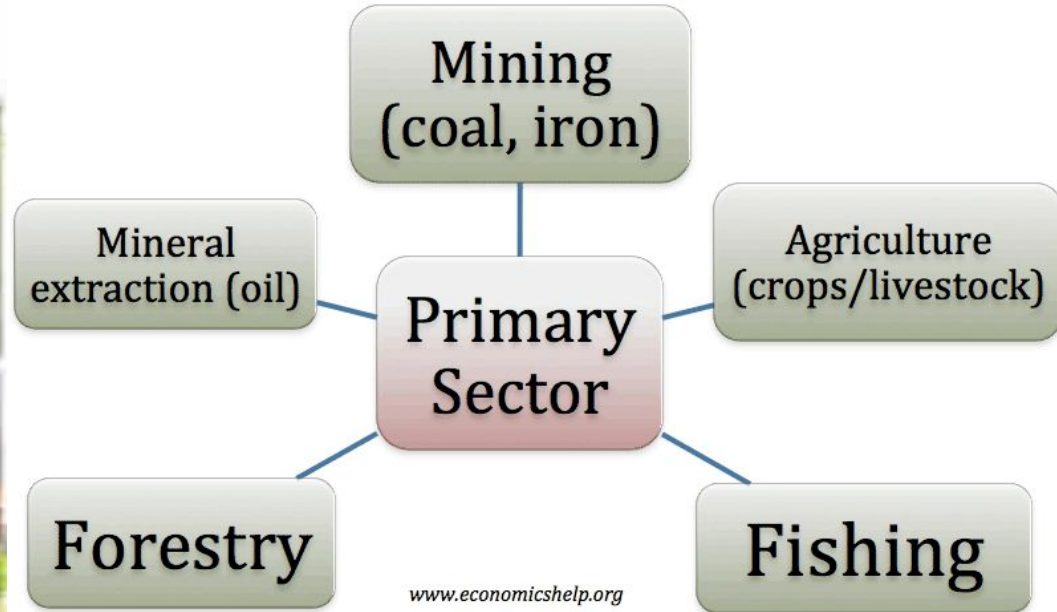 Mining
(coal, iron)
Mineral
extraction (oil)
Agriculture
(crops/livestock)
Primary
Sector
Forestry
Fishing
www.economicshelp.org